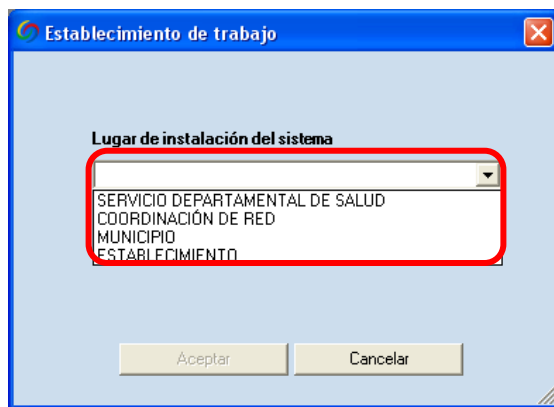 Establecimiento de trabajo
Lugar de instalación del sistema
SERVICIO DEPARTAMENTAL DE SALUD
COORDINACIÓN DE RED
MUNICIPIO
ESTABLECIMIENTO
Aceptar
Cancelar